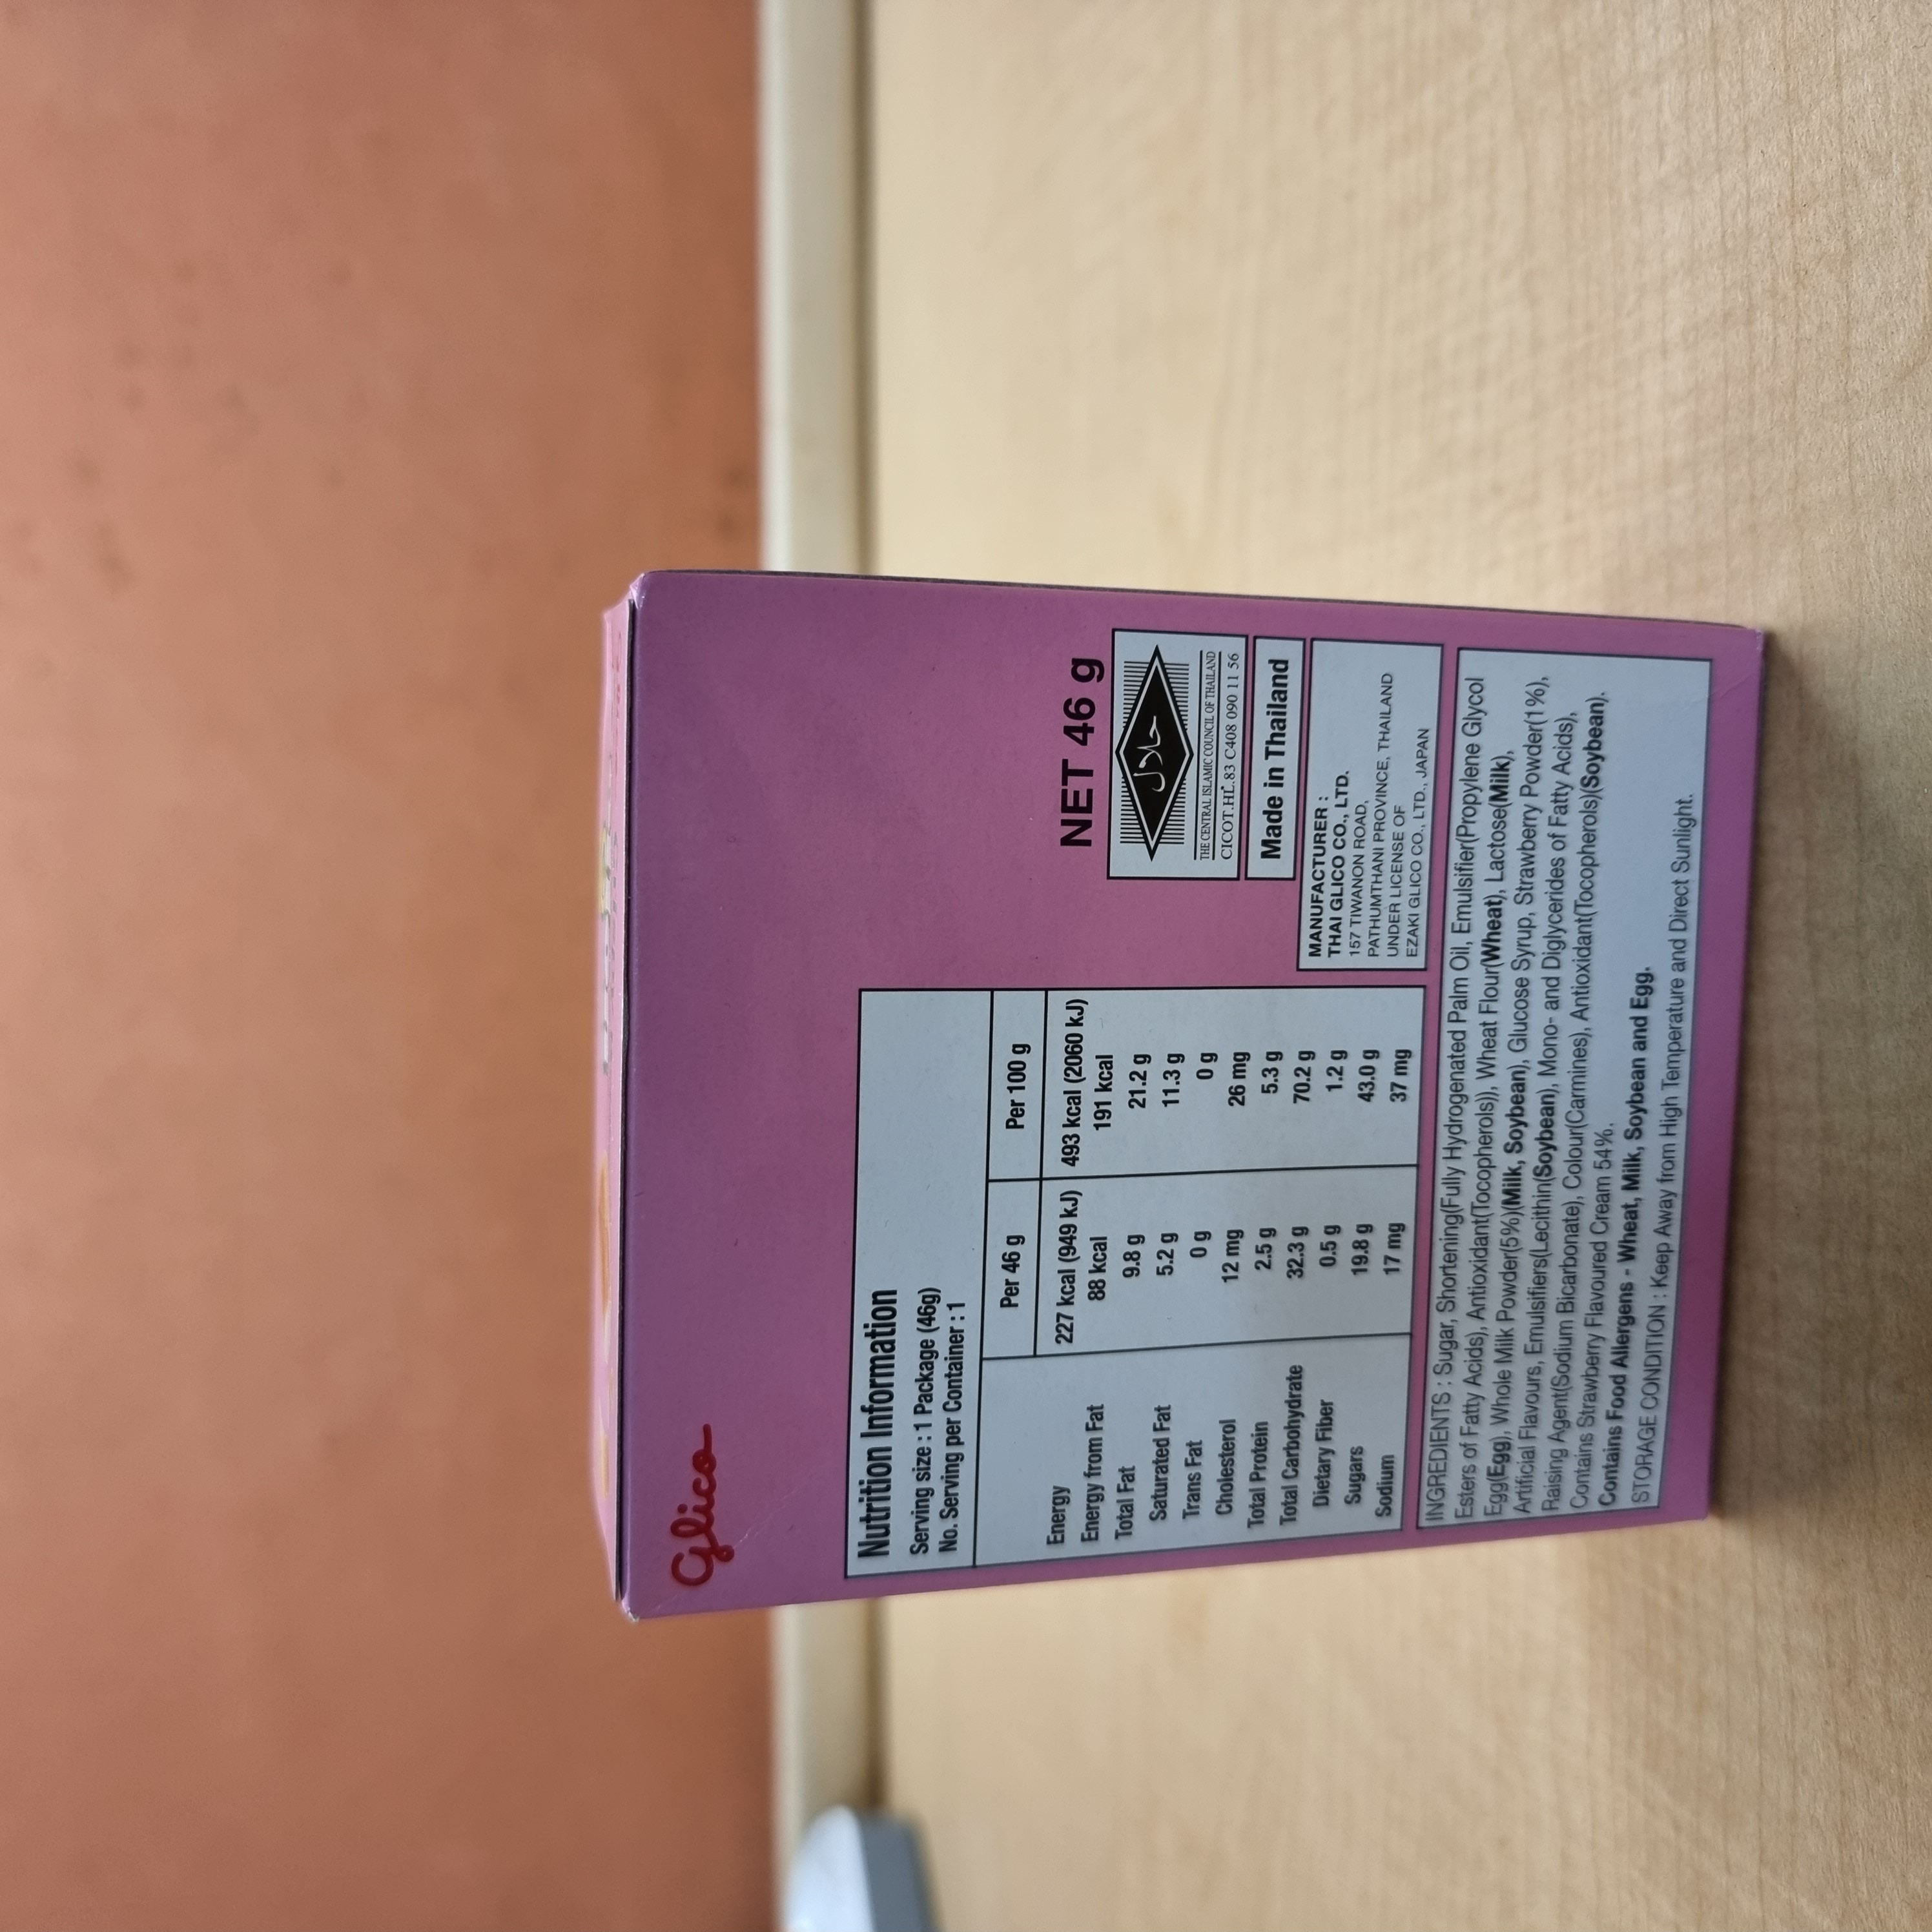 Glico
Nutrition Information
Serving size : 1 Package (46g)
No. Serving per Container : 1
Per 46 g Per 100 g
Energy 227 kcal (949 kJ) 493 kcal (2060 kJ)
Energy from Fat 88 kcal 191 kcal
Total Fat 9.8 g 21.2 g
Saturated Fat 5.2 g 11.3 g
Trans Fat 0 g 0 g
Cholesterol 12 mg 26 mg
Total Protein 2.5 g 5.3 g
Total Carbohydrate 32.3 g 70.2 g
Dietary Fiber 0.5 g 1.2 g
Sugars 19.8 g 43.0 g
Sodium 17 mg 37 mg
NET 46 g
حلال
THE CENTRAL ISLAMIC COUNCIL OF THAILAND
CICOT.HL.83 C408 090 11 56
Made in Thailand
MANUFACTURER :
THAI GLICO CO., LTD.
157 TIWANON ROAD,
PATHUMTHANI PROVINCE, THAILAND
UNDER LICENSE OF
EZAKI GLICO CO., LTD., JAPAN
INGREDIENTS : Sugar, Shortening(Fully Hydrogenated Palm Oil, Emulsifier(Propylene Glycol
Esters of Fatty Acids), Antioxidant(Tocopherols)), Wheat Flour(Wheat), Lactose(Milk),
Egg(Egg), Whole Milk Powder(5%)(Milk, Soybean), Glucose Syrup, Strawberry Powder(1%),
Artificial Flavours, Emulsifiers(Lecithin(Soybean), Mono- and Diglycerides of Fatty Acids),
Raising Agent(Sodium Bicarbonate), Colour(Carmines), Antioxidant(Tocopherols)(Soybean).
Contains Strawberry Flavoured Cream 54%.
Contains Food Allergens - Wheat, Milk, Soybean and Egg.
STORAGE CONDITION : Keep Away from High Temperature and Direct Sunlight.